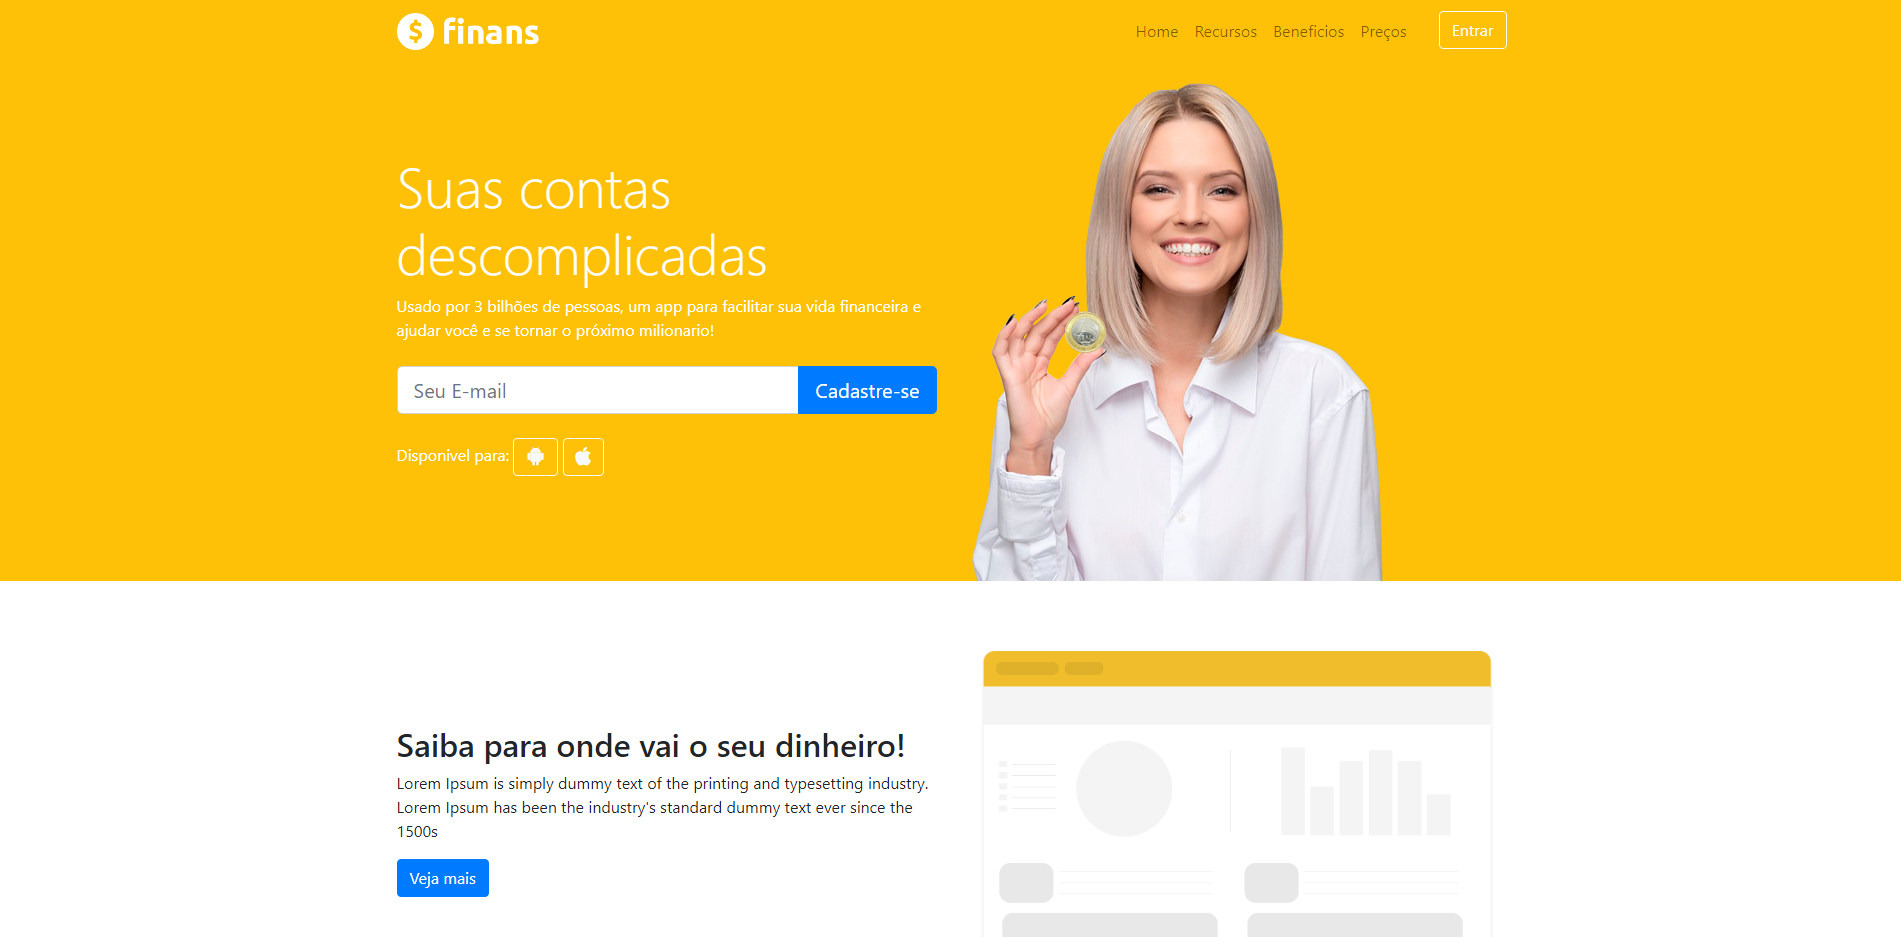 finans
Home Recursos Beneficios Preços Entrar
Suas contas
descomplicadas
Usado por 3 bilhões de pessoas, um app para facilitar sua vida financeira e
ajudar você e se tornar o próximo milionario!
Seu E-mail Cadastre-se
Disponivel para:
Saiba para onde vai o seu dinheiro!
Lorem Ipsum is simply dummy text of the printing and typesetting industry.
Lorem Ipsum has been the industry's standard dummy text ever since the
1500s
Veja mais